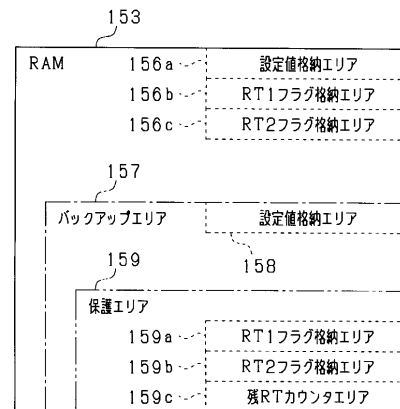 153
RAM
156a 設定値格納エリア
156b RT1フラグ格納エリア
156c RT2フラグ格納エリア
157
バックアップエリア 設定値格納エリア
158
159
保護エリア
159a RT1フラグ格納エリア
159b RT2フラグ格納エリア
159c 残RTカウンタエリア